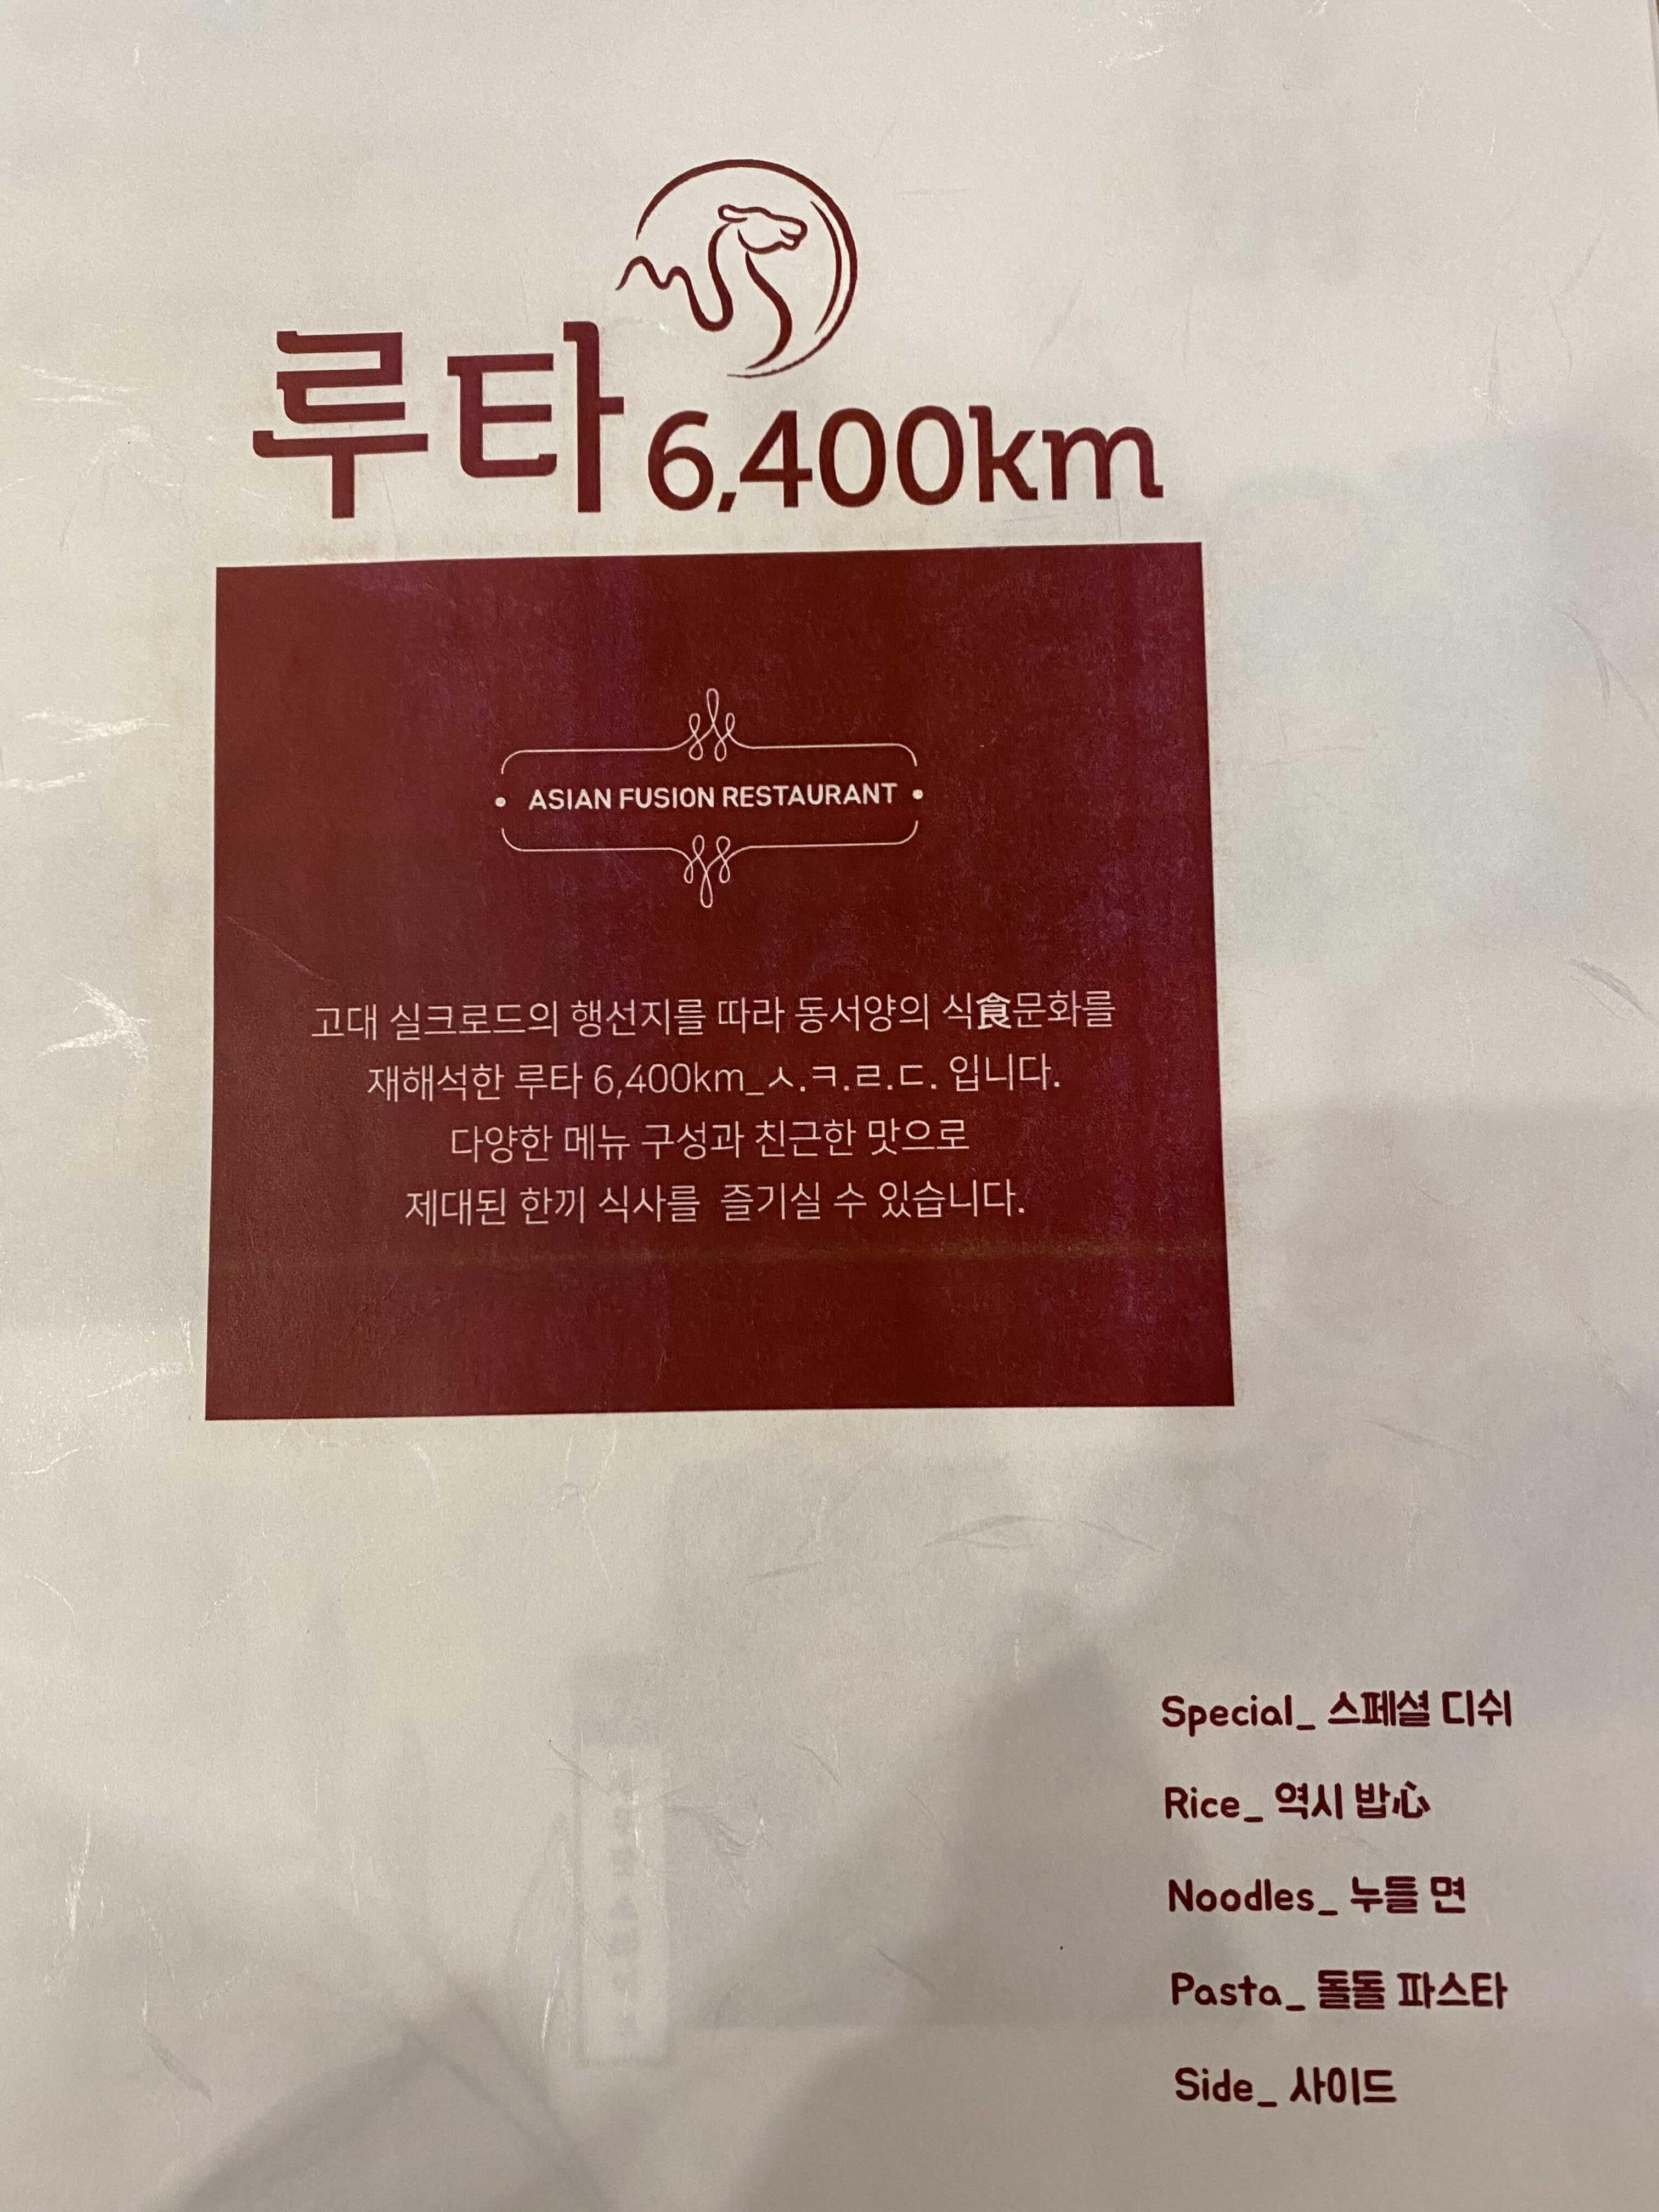 루타 6,400km
ASIAN FUSION RESTAURANT
고대 실크로드의 행선지를 따라 동서양의 식食문화를
재해석한 루타 6,400km_ㅅ.ㅋ.ㄹ.ㄷ. 입니다.
다양한 메뉴 구성과 친근한 맛으로
제대된 한끼 식사를 즐기실 수 있습니다.
Special_ 스페셜 디쉬
Rice_ 역시 밥心
Noodles_ 누들 면
Pasta_ 돌돌 파스타
Side_ 사이드